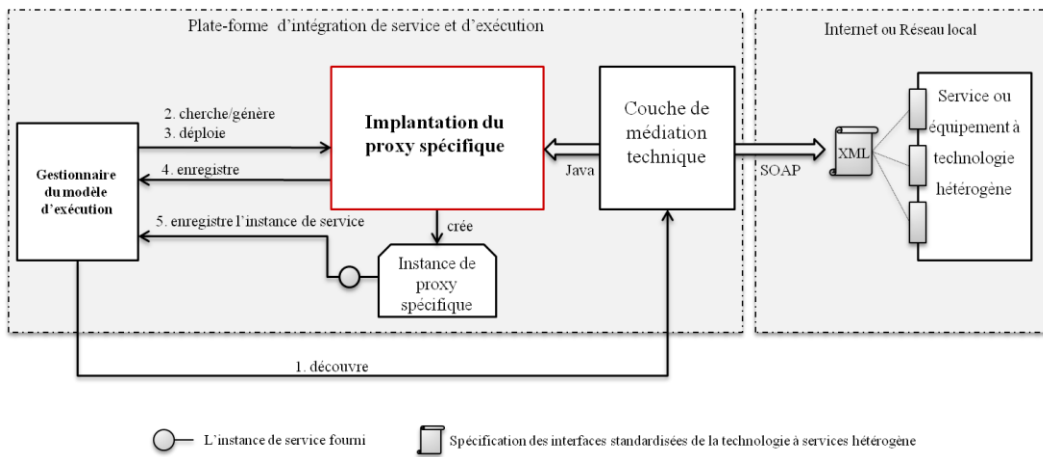 Plate-forme d'intégration de service et d'exécution
Internet ou Réseau local
2. cherche/génère
3. déploie
Implantation du
proxy spécifique
Couche de
médiation
technique
Service ou
équipement à
technologie
hétérogène
XML
Gestionnaire
du modèle
d'exécution
4. enregistre
Java
SOAP
5. enregistre l'instance de service
crée
Instance de
proxy
spécifique
1. découvre
L'instance de service fourni
Spécification des interfaces standardisées de la technologie à services hétérogène